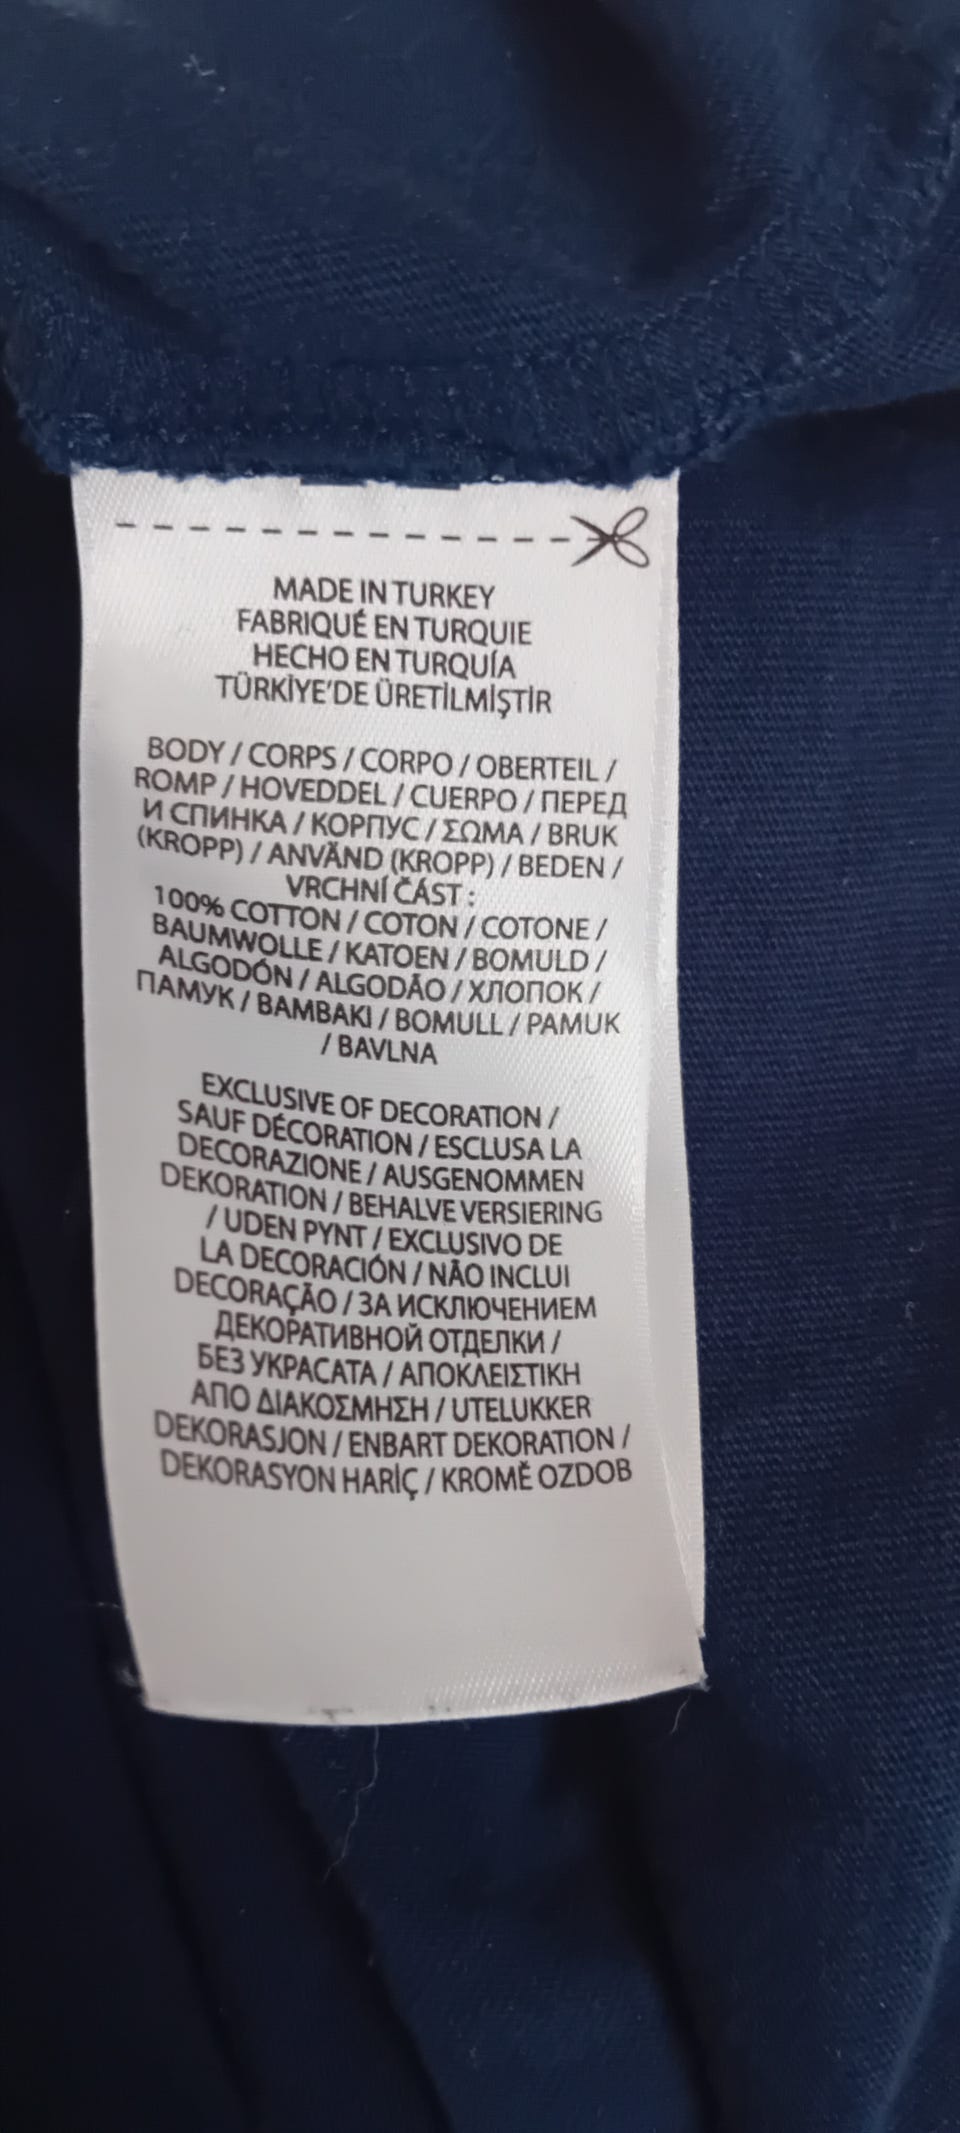 MADE IN TURKEY
FABRIQUÉ EN TURQUIE
HECHO EN TURQUÍA
TÜRKİYE'DE ÜRETİLMİŞTİR
BODY / CORPS / CORPO / OBERTEIL /
ROMP / HOVEDDEL / CUERPO / ПЕРЕД
И СПИНКА / КОРПУС / ΣΩΜΑ / BRUK
(KROPP) / ANVÄND (KROPP) / BEDEN /
VRCHNÍ ČÁST :
100% COTTON / COTON / COTONE /
BAUMWOLLE / KATOEN / BOMULD /
ALGODÓN / ALGODÃO / ХЛОПОК /
ПАМУК / ΒΑΜΒΑΚΙ / BOMULL / PAMUK
/ BAVLNA
EXCLUSIVE OF DECORATION /
SAUF DÉCORATION / ESCLUSA LA
DECORAZIONE / AUSGENOMMEN
DEKORATION / BEHALVE VERSIERING
/ UDEN PYNT / EXCLUSIVO DE
LA DECORACIÓN / NÃO INCLUI
DECORAÇÃO / ЗА ИСКЛЮЧЕНИЕМ
ДЕКОРАТИВНОЙ ОТДЕЛКИ /
БЕЗ УКРАСАТА / ΑΠΟΚΛΕΙΣΤΙΚΗ
ΑΠΟ ΔΙΑΚΟΣΜΗΣΗ / UTELUKKER
DEKORASJON / ENBART DEKORATION /
DEKORASYON HARİÇ / KROMĚ OZDOB